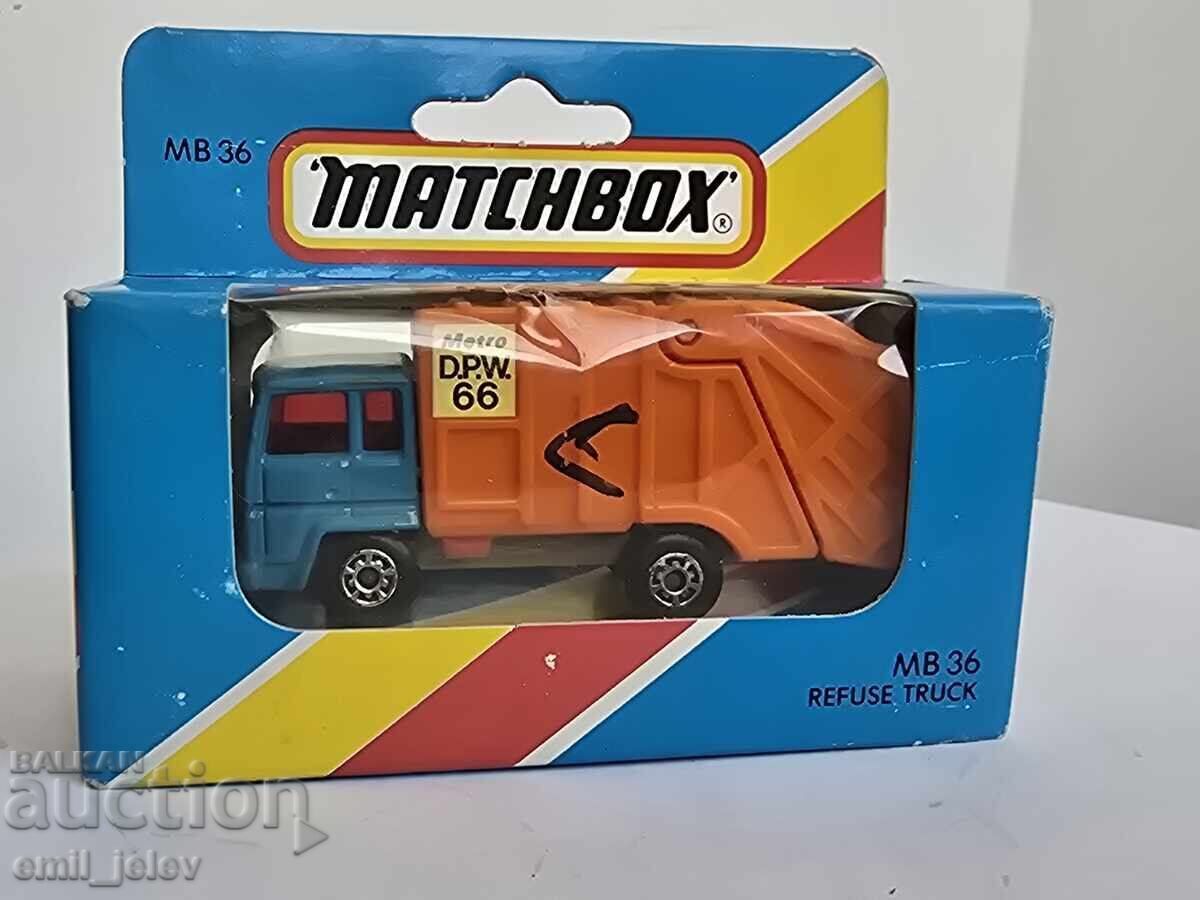 MB 36
'MATCHBOX'®
Metro
D.P.W.
66
MB 36
REFUSE TRUCK
BALKAN
auction
emil_jelev